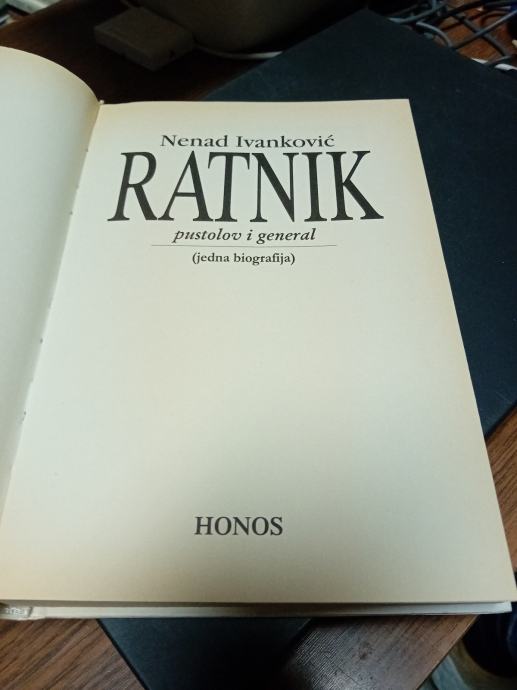 Nenad Ivanković
RATNIK
pustolov i general
(jedna biografija)
HONOS